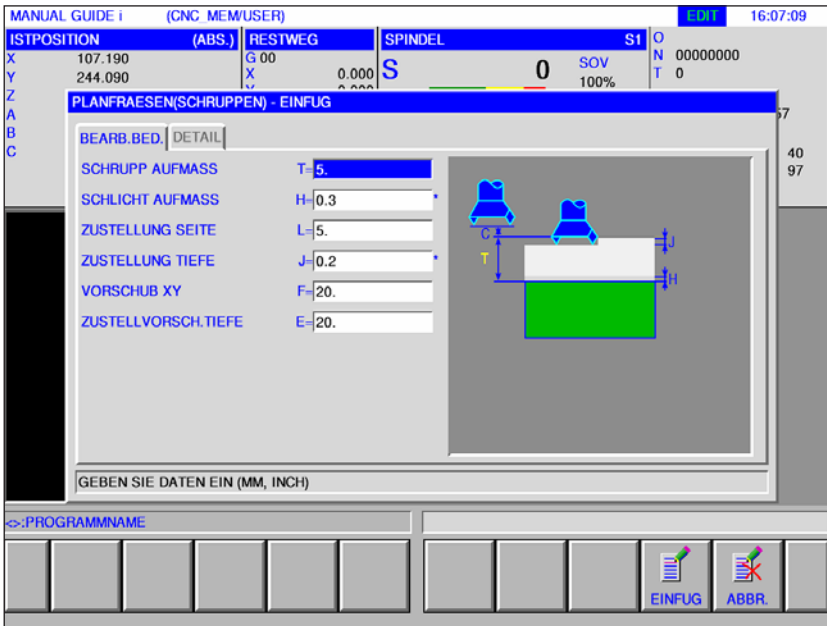 MANUAL GUIDE i (CNC_MEM/USER) EDIT 16:07:09
ISTPOSITION (ABS.) RESTWEG SPINDEL S1 O
X 107.190 G 00 S 0 SOV N 00000000
Y 244.090 X 0.000 100% T 0
Z
A
B
C
40
97
PLANFRAESEN(SCHRUPPEN) - EINFUG
BEARB.BED. DETAIL
SCHRUPP AUFMASS T= 5.
SCHLICHT AUFMASS H= 0.3 *
ZUSTELLUNG SEITE L= 5.
ZUSTELLUNG TIEFE J= 0.2 *
VORSCHUB XY F= 20.
ZUSTELLVORSCH.TIEFE E= 20.
C
J
T
H
GEBEN SIE DATEN EIN (MM, INCH)
<>:PROGRAMMNAME
EINFUG ABBR.